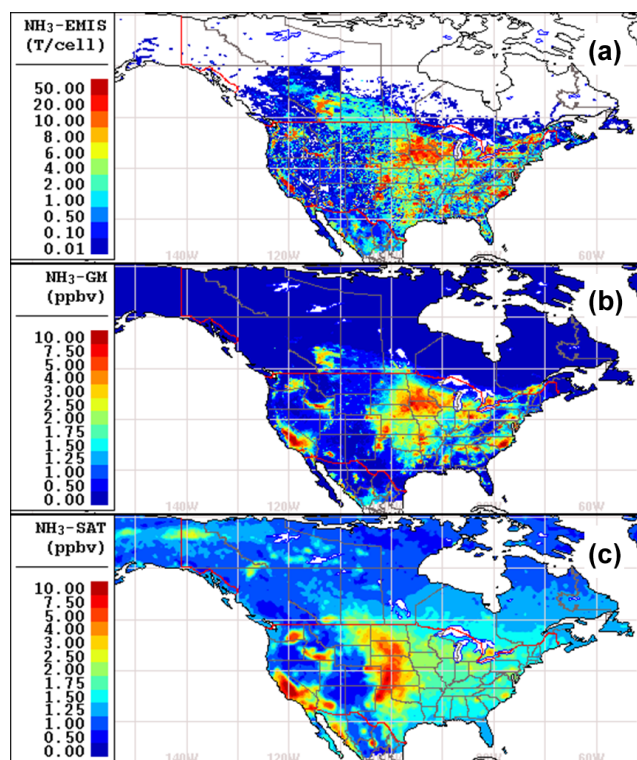 NH3-EMIS
(T/cell)
(a)
50.00
20.00
10.00
8.00
6.00
4.00
2.00
1.00
0.50
0.10
0.01
140W
120W
60W
NH3-GM
(ppbv)
(b)
10.00
7.50
5.00
4.00
3.00
2.50
2.00
1.75
1.50
1.25
1.00
0.50
0.00
140W
120W
60W
NH3-SAT
(ppbv)
(c)
10.00
7.50
5.00
4.00
3.00
2.50
2.00
1.75
1.50
1.25
1.00
0.50
0.00
140W
120W
60W